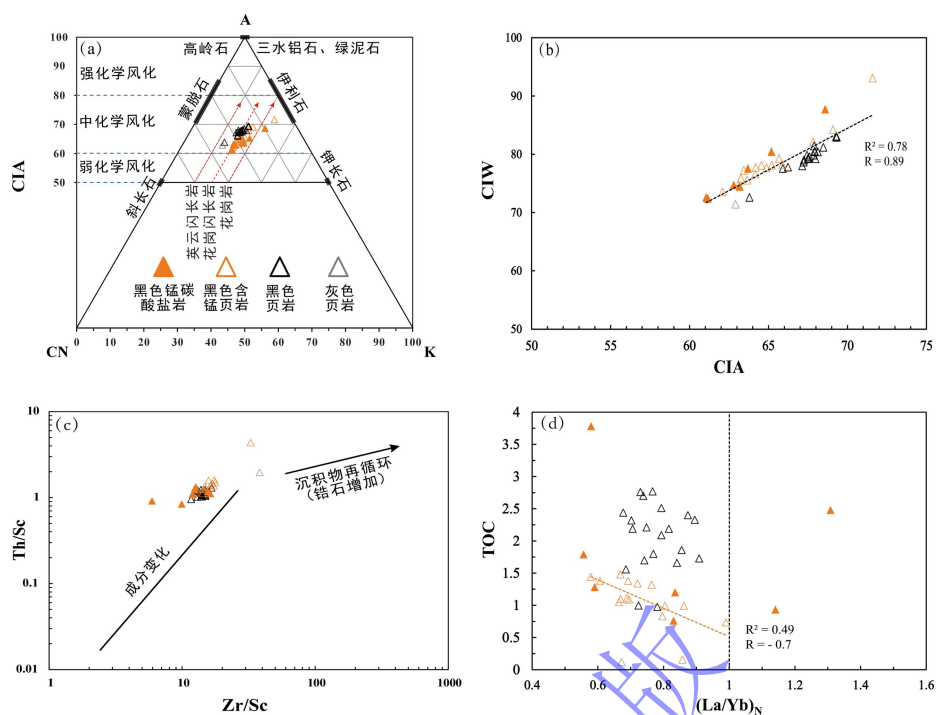 (a)
A
高岭石
三水铝石、绿泥石
强化学风化
中化学风化
弱化学风化
蒙脱石
伊利石
斜长石
钾长石
英云闪长岩
花岗闪长岩
花岗岩
黑色锰碳
酸盐岩
黑色含
锰页岩
黑色
页岩
灰色
页岩
CIA
100
90
80
70
60
50
0 10 20 30 40 50 60 70 80 90 100
CN
K
(b)
CIW
100
90
80
70
60
50
50 55 60 65 70 75
CIA
R² = 0.78
R = 0.89
(c)
Th/Sc
10
1
0.1
0.01
1 10 100 1000
Zr/Sc
成分变化
沉积物再循环
(锆石增加)
(d)
TOC
4
3.5
3
2.5
2
1.5
1
0.5
0
0.4 0.6 0.8 1 1.2 1.4 1.6
(La/Yb)N
R² = 0.49
R = - 0.7